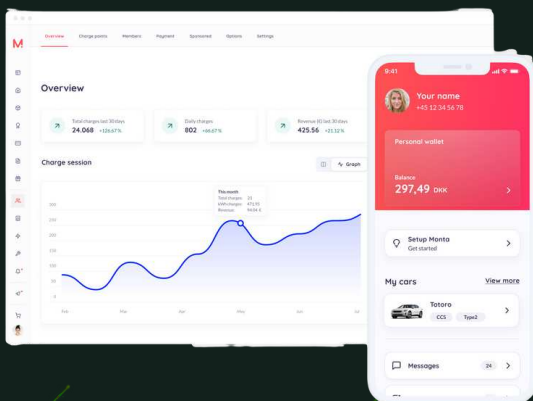 M
Overview Charge points Members Payment Sponsored Options Settings
Overview
Total charges last 30 days
24.068 +126.67%
Daily charges
802 +66.67%
Revenue (€) last 30 days
425.56 +21,12%
Charge session
Graph
This month
Total charges
kWh charges
Revenue
300
250
200
150
100
50
0
Feb Mar Apr May Jun Jul
9:41
Your name
+45 12 34 56 78
Personal wallet
Balance
297,49 DKK
Setup Monta
Get started
My cars View more
Totoro
CCS Type2
Messages 24